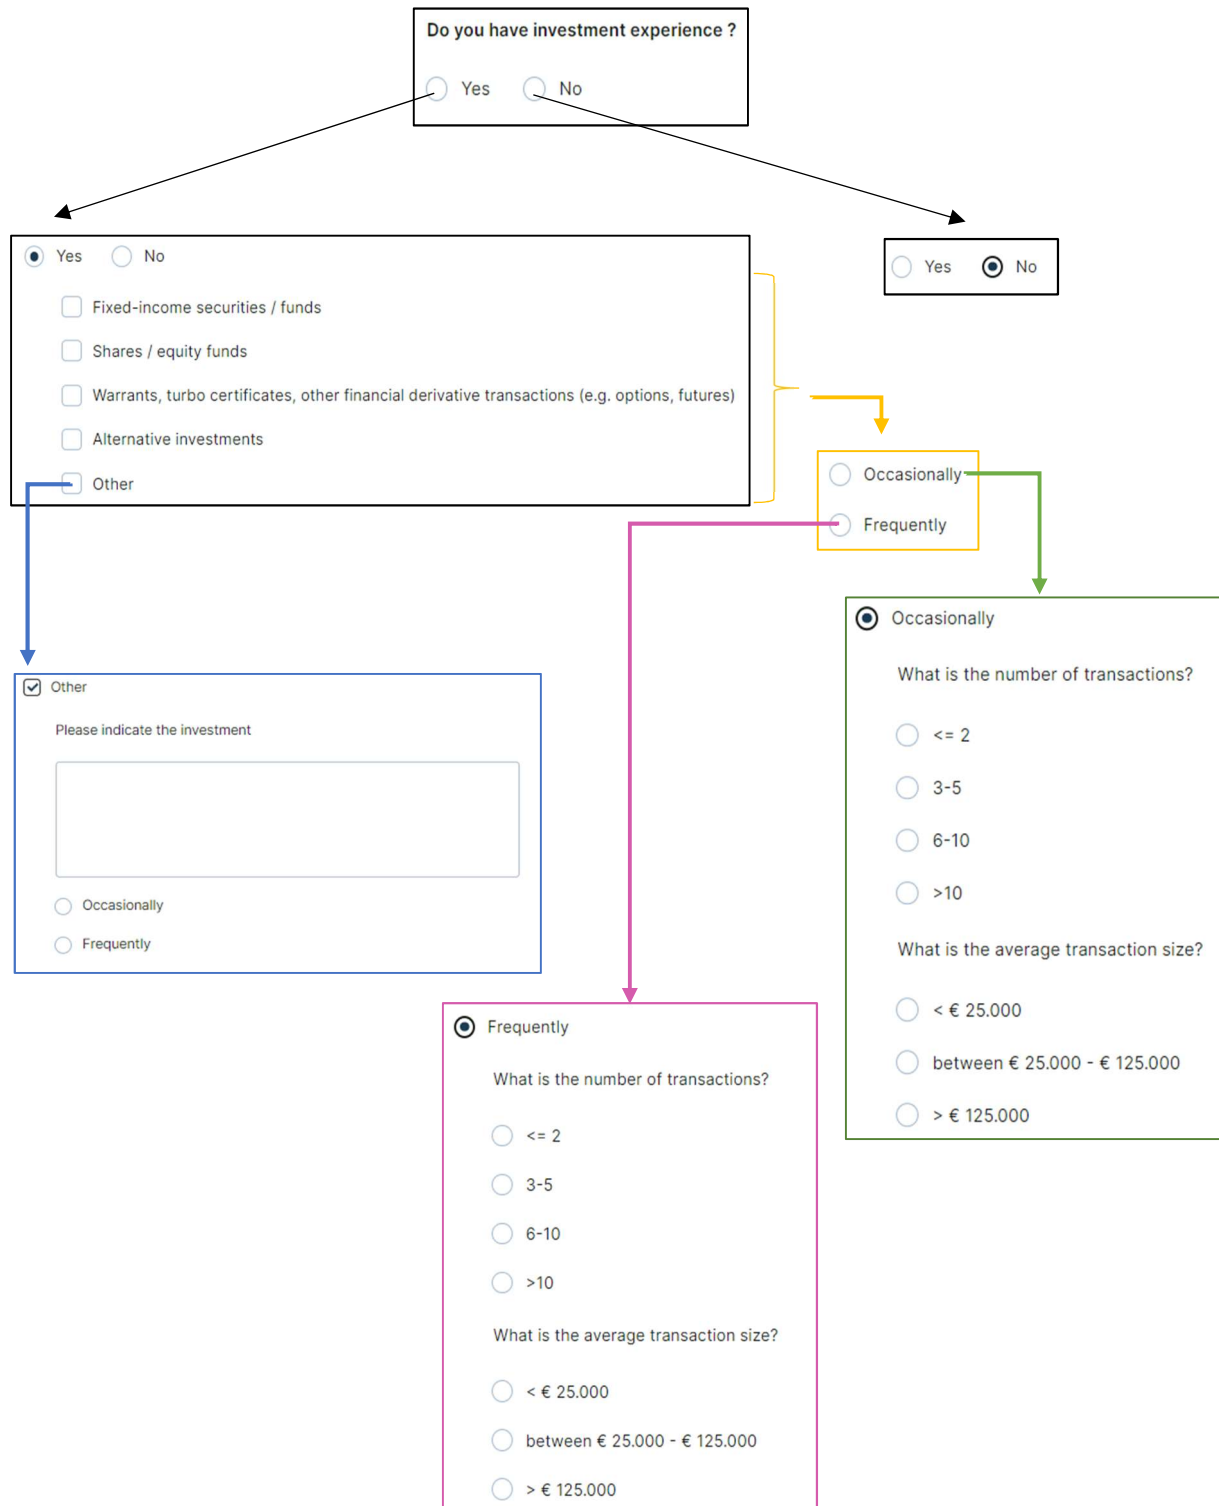 Do you have investment experience ?
Yes No
Yes No
Fixed-income securities / funds
Shares / equity funds
Warrants, turbo certificates, other financial derivative transactions (e.g. options, futures)
Alternative investments
Other
Yes No
Occasionally
Frequently
Other
Please indicate the investment
Occasionally
Frequently
Occasionally
What is the number of transactions?
<= 2
3-5
6-10
>10
What is the average transaction size?
< € 25.000
between € 25.000 - € 125.000
> € 125.000
Frequently
What is the number of transactions?
<= 2
3-5
6-10
>10
What is the average transaction size?
< € 25.000
between € 25.000 - € 125.000
> € 125.000